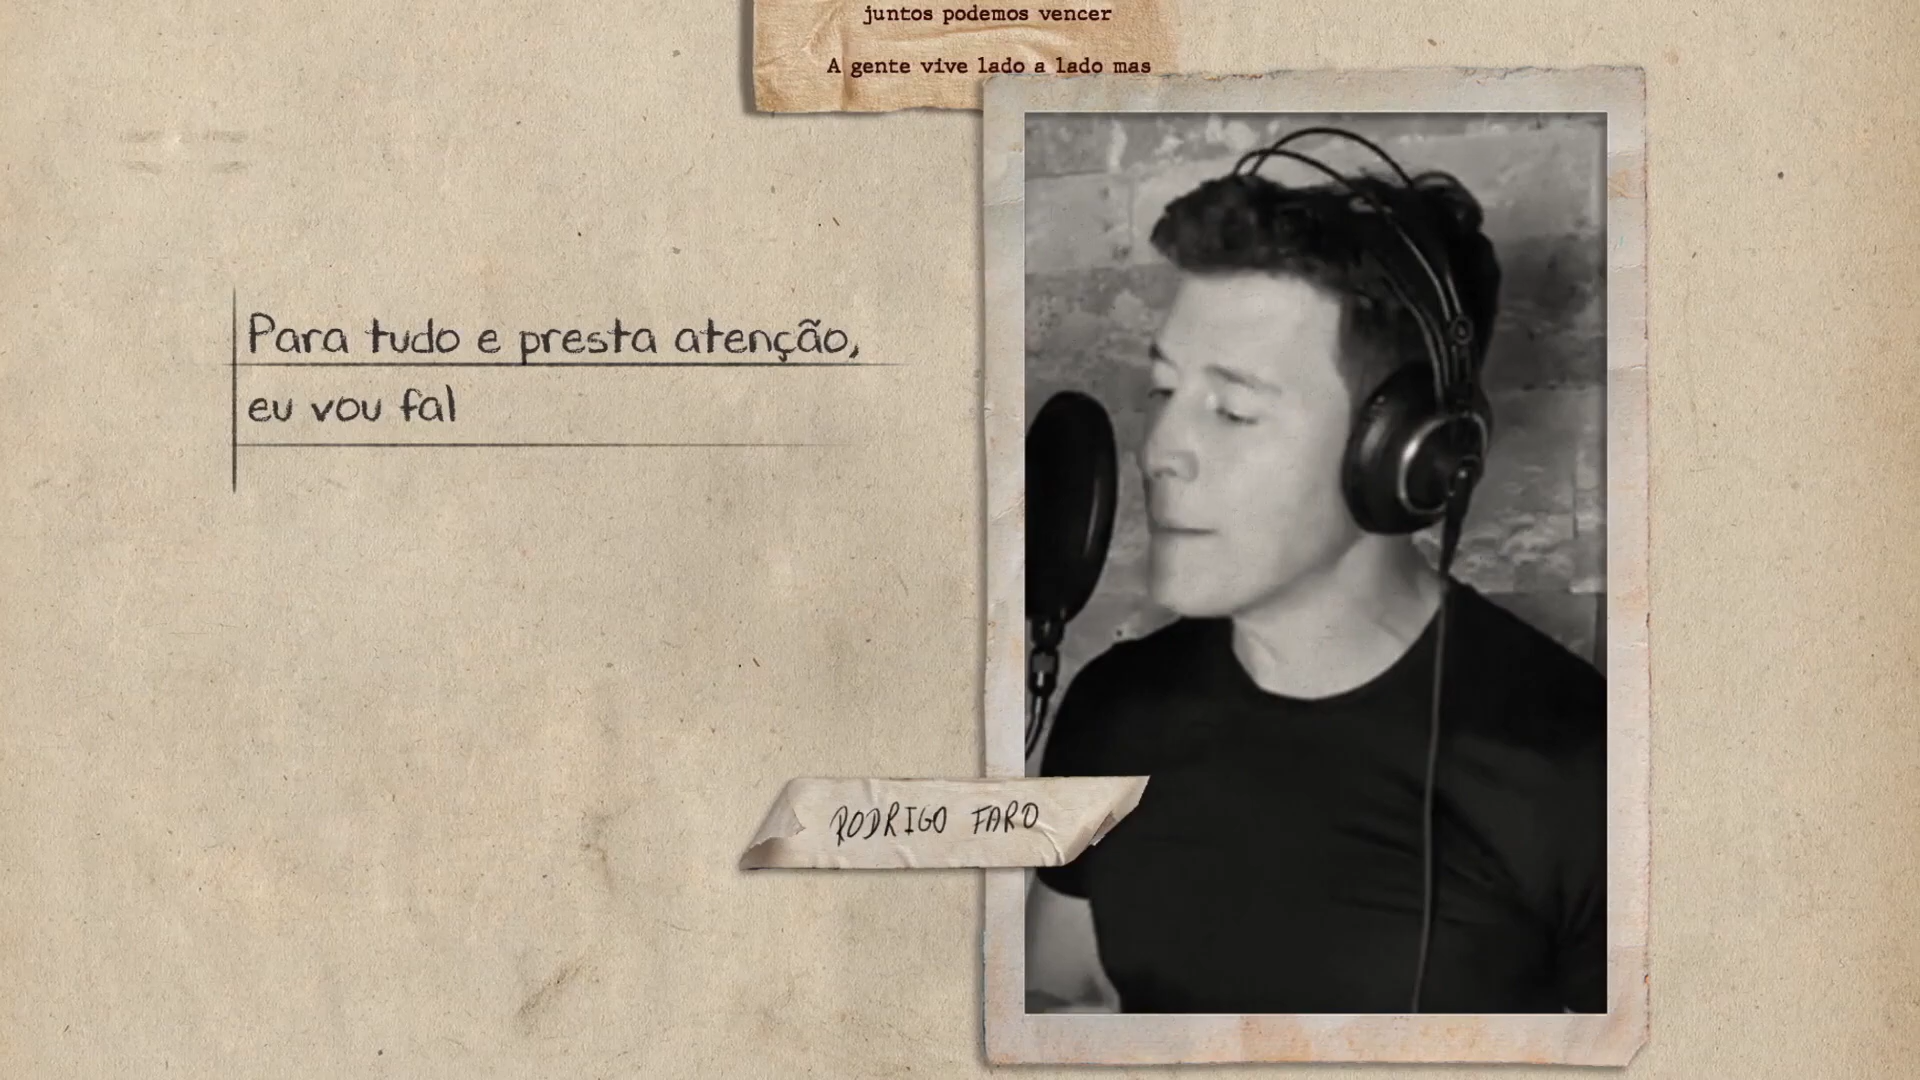 juntos podemos vencer
A gente vive lado a lado mas
Para tudo e presta atenção,
eu vou fal
RODRIGO FARO